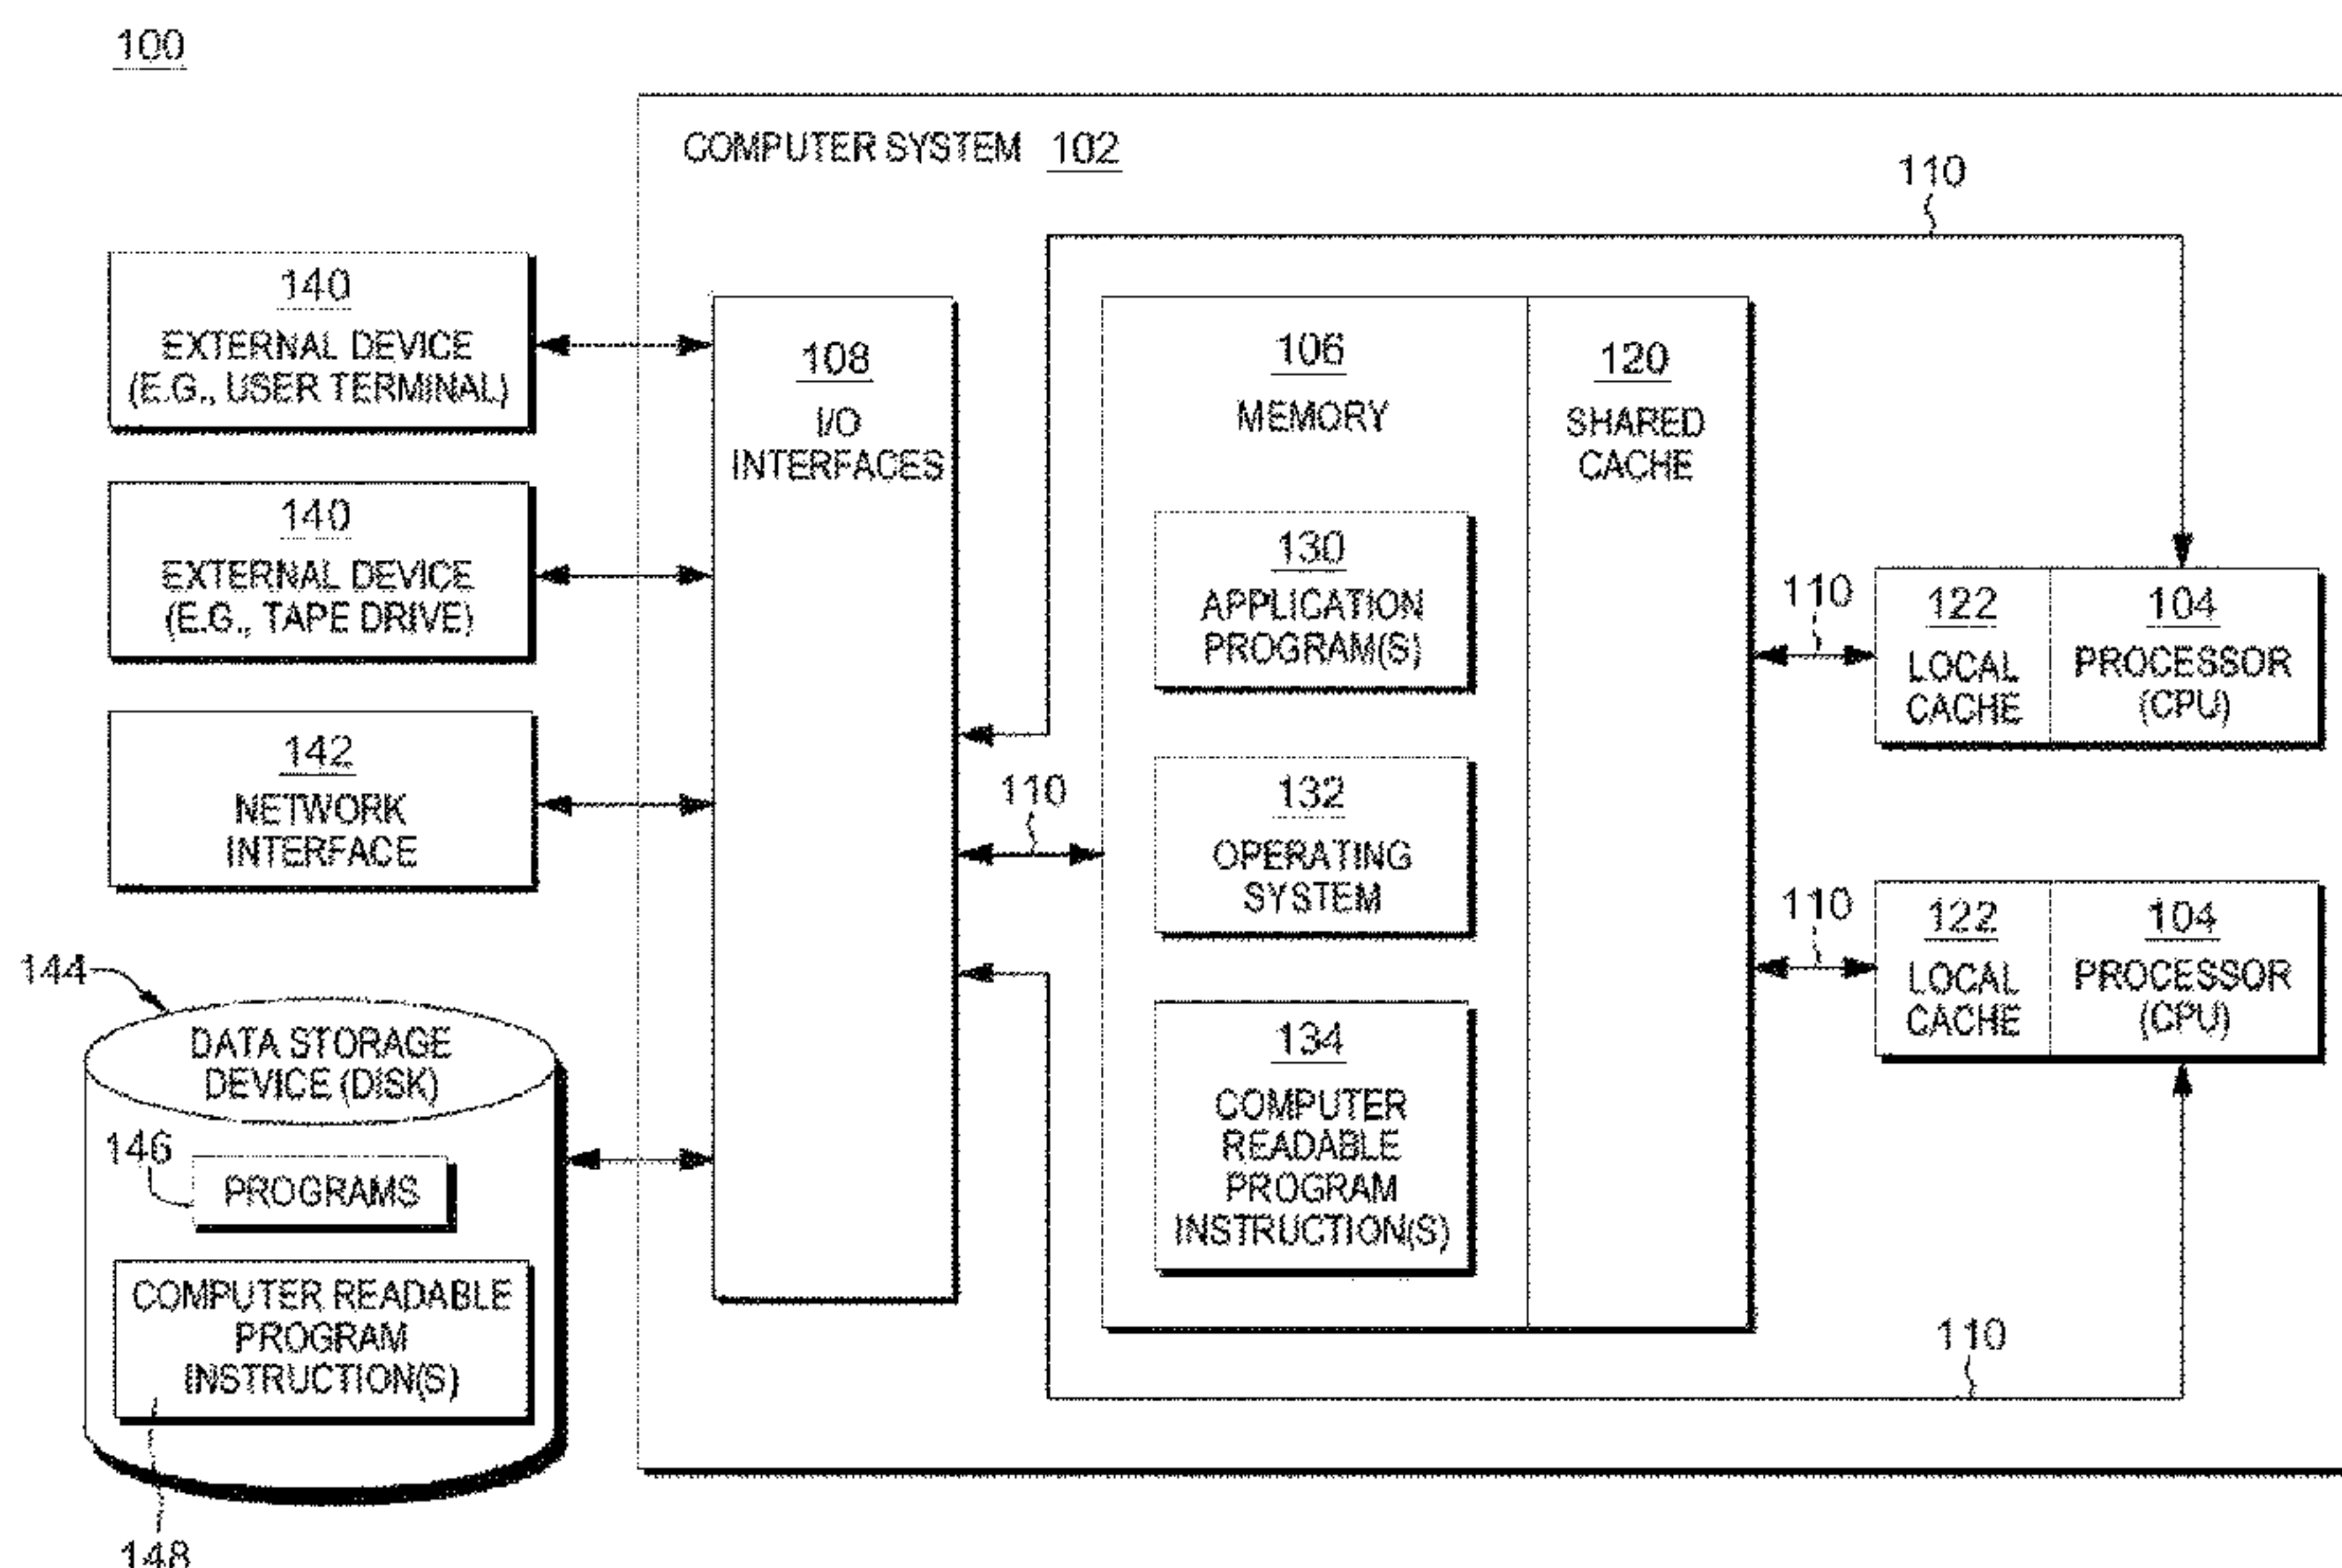 100
COMPUTER SYSTEM 102
110
140
EXTERNAL DEVICE
(E.G., USER TERMINAL)
140
EXTERNAL DEVICE
(E.G., TAPE DRIVE)
142
NETWORK
INTERFACE
144
DATA STORAGE
DEVICE (DISK)
146
PROGRAMS
COMPUTER READABLE
PROGRAM
INSTRUCTION(S)
148
108
I/O
INTERFACES
110
106
MEMORY
130
APPLICATION
PROGRAM(S)
132
OPERATING
SYSTEM
134
COMPUTER
READABLE
PROGRAM
INSTRUCTION(S)
120
SHARED
CACHE
110
122
LOCAL
CACHE
104
PROCESSOR
(CPU)
110
122
LOCAL
CACHE
104
PROCESSOR
(CPU)
110